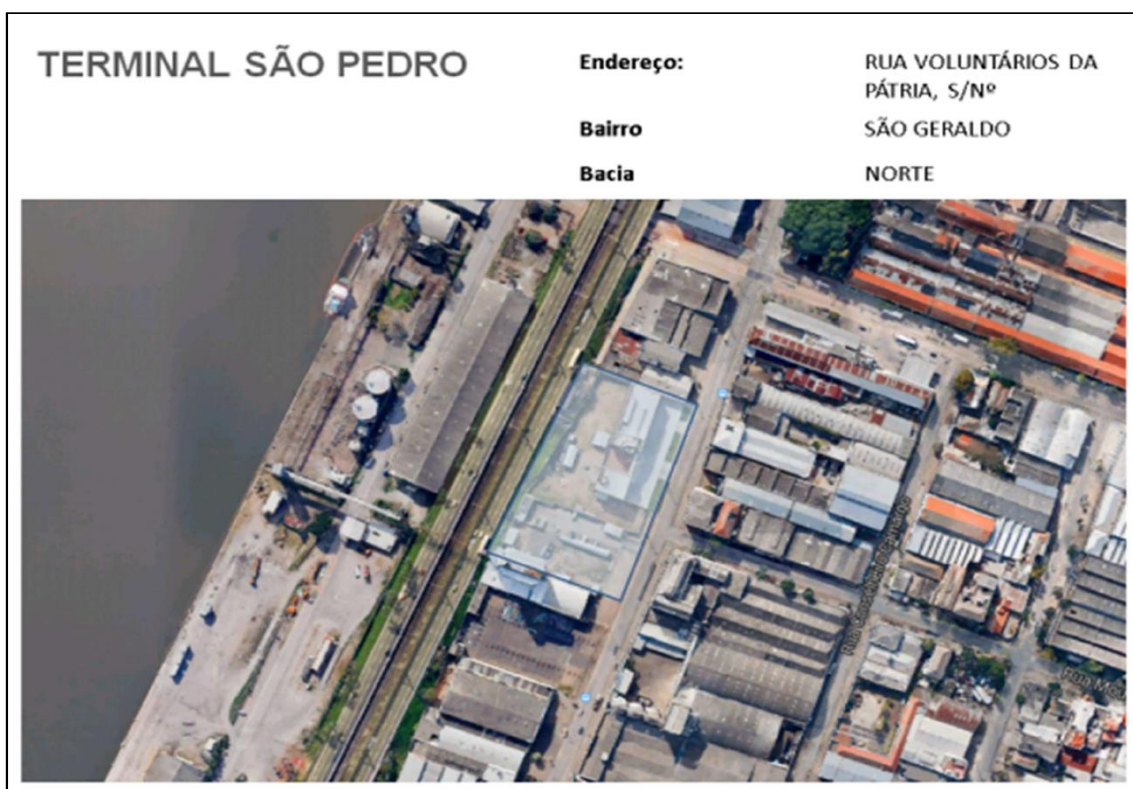 TERMINAL SÃO PEDRO
Endereço:
RUA VOLUNTÁRIOS DA
PÁTRIA, S/Nº
Bairro
SÃO GERALDO
Bacia
NORTE